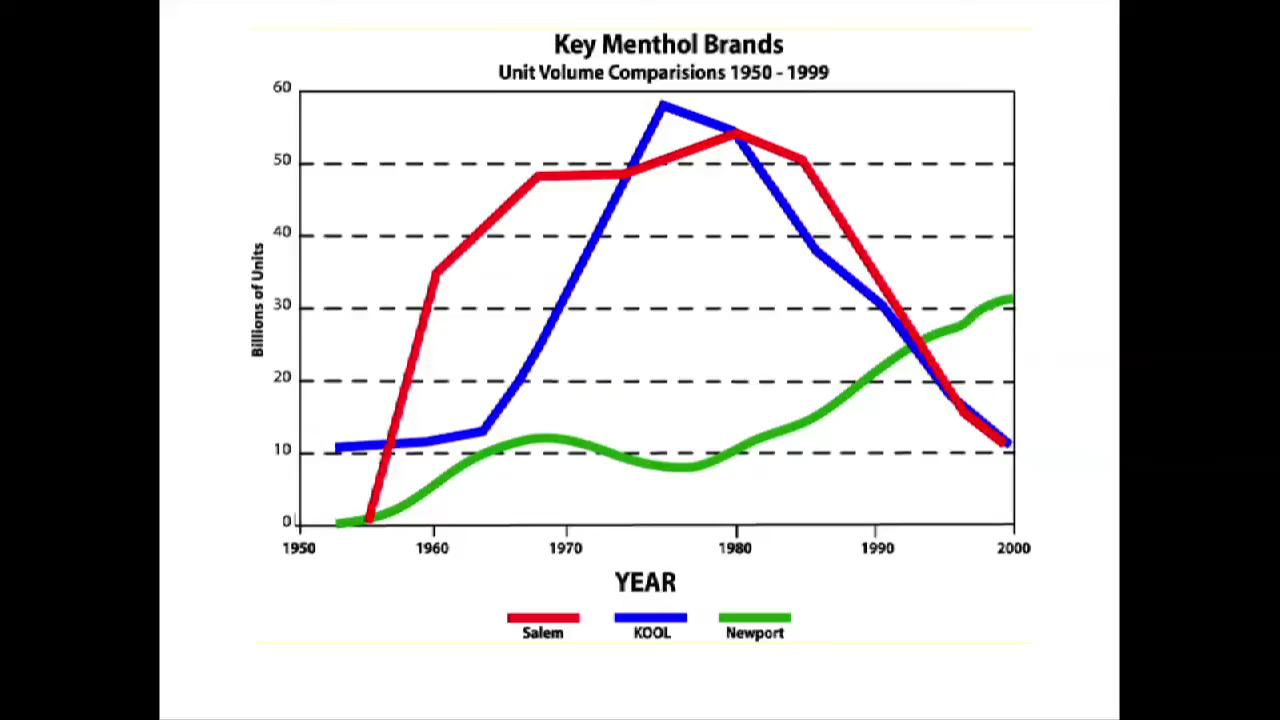 Key Menthol Brands
Unit Volume Comparisions 1950 - 1999
60
50
40
30
20
10
0
Billions of Units
1950 1960 1970 1980 1990 2000
YEAR
Salem KOOL Newport